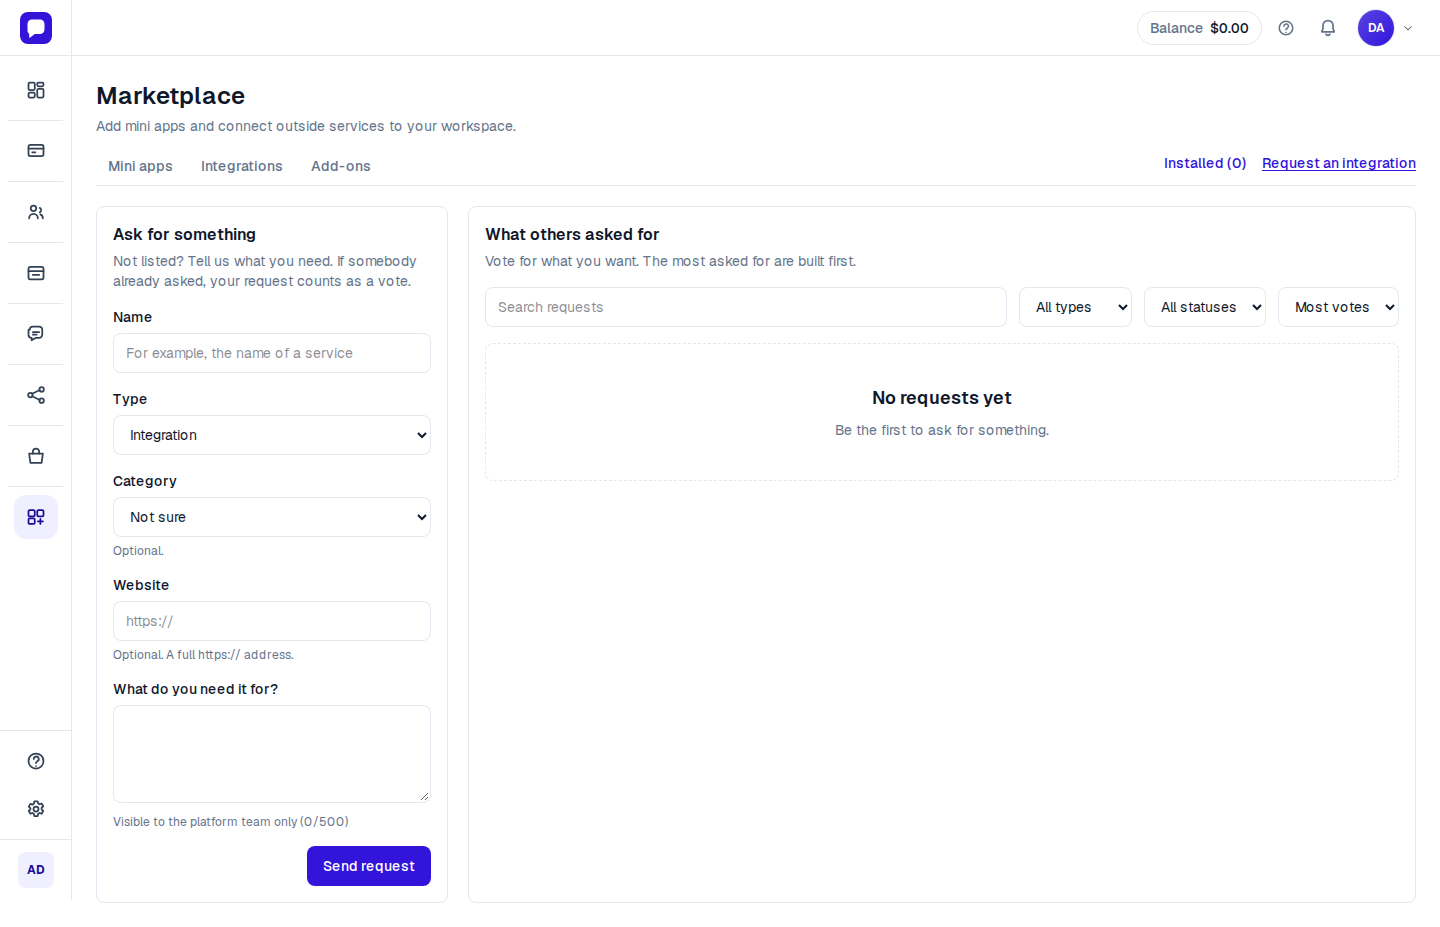 Balance $0.00
DA
Marketplace
Add mini apps and connect outside services to your workspace.
Mini apps
Integrations
Add-ons
Installed (0)
Request an integration
Ask for something
Not listed? Tell us what you need. If somebody
already asked, your request counts as a vote.
Name
For example, the name of a service
Type
Integration
Category
Not sure
Optional.
Website
https://
Optional. A full https:// address.
What do you need it for?
Visible to the platform team only (0/500)
Send request
What others asked for
Vote for what you want. The most asked for are built first.
Search requests
All types
All statuses
Most votes
No requests yet
Be the first to ask for something.
AD